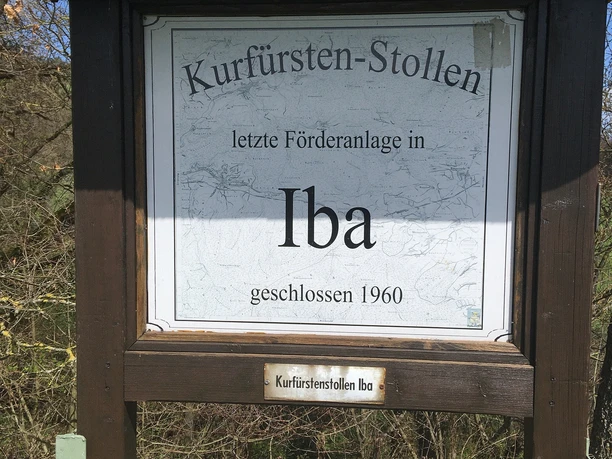 Kurfürsten-Stollen
letzte Förderanlage in
Iba
geschlossen 1960
Kurfürstenstollen Iba